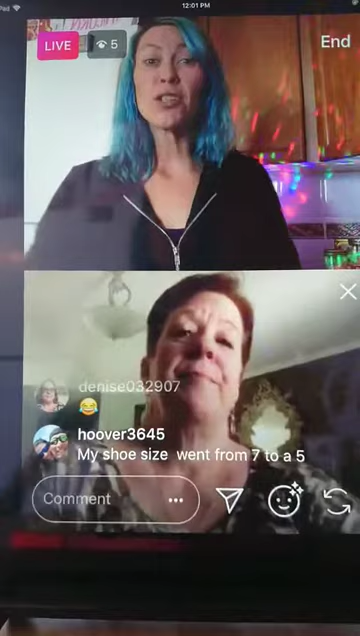 12:01 PM
LIVE
5
End
denise032907
😂
hoover3645
My shoe size went from 7 to a 5
Comment